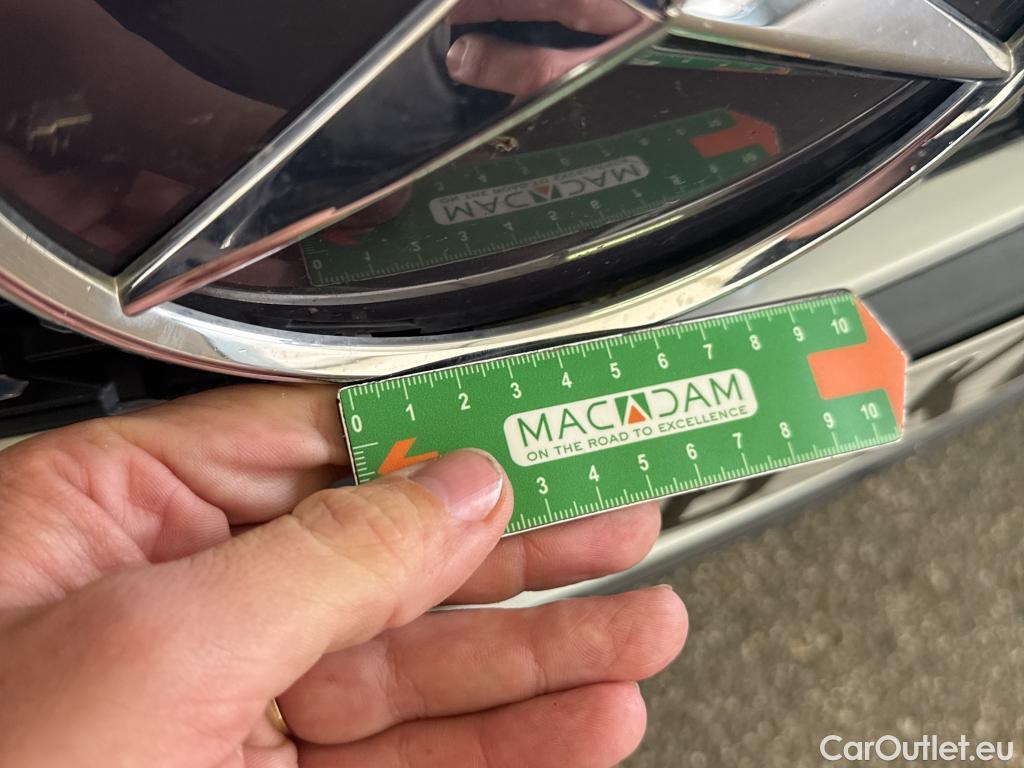 0 1 2 3 4 5 6 7 8 9 10
MACADAM
ON THE ROAD TO EXCELLENCE
3 4 5 6 7 8 9 10
CarOutlet.eu